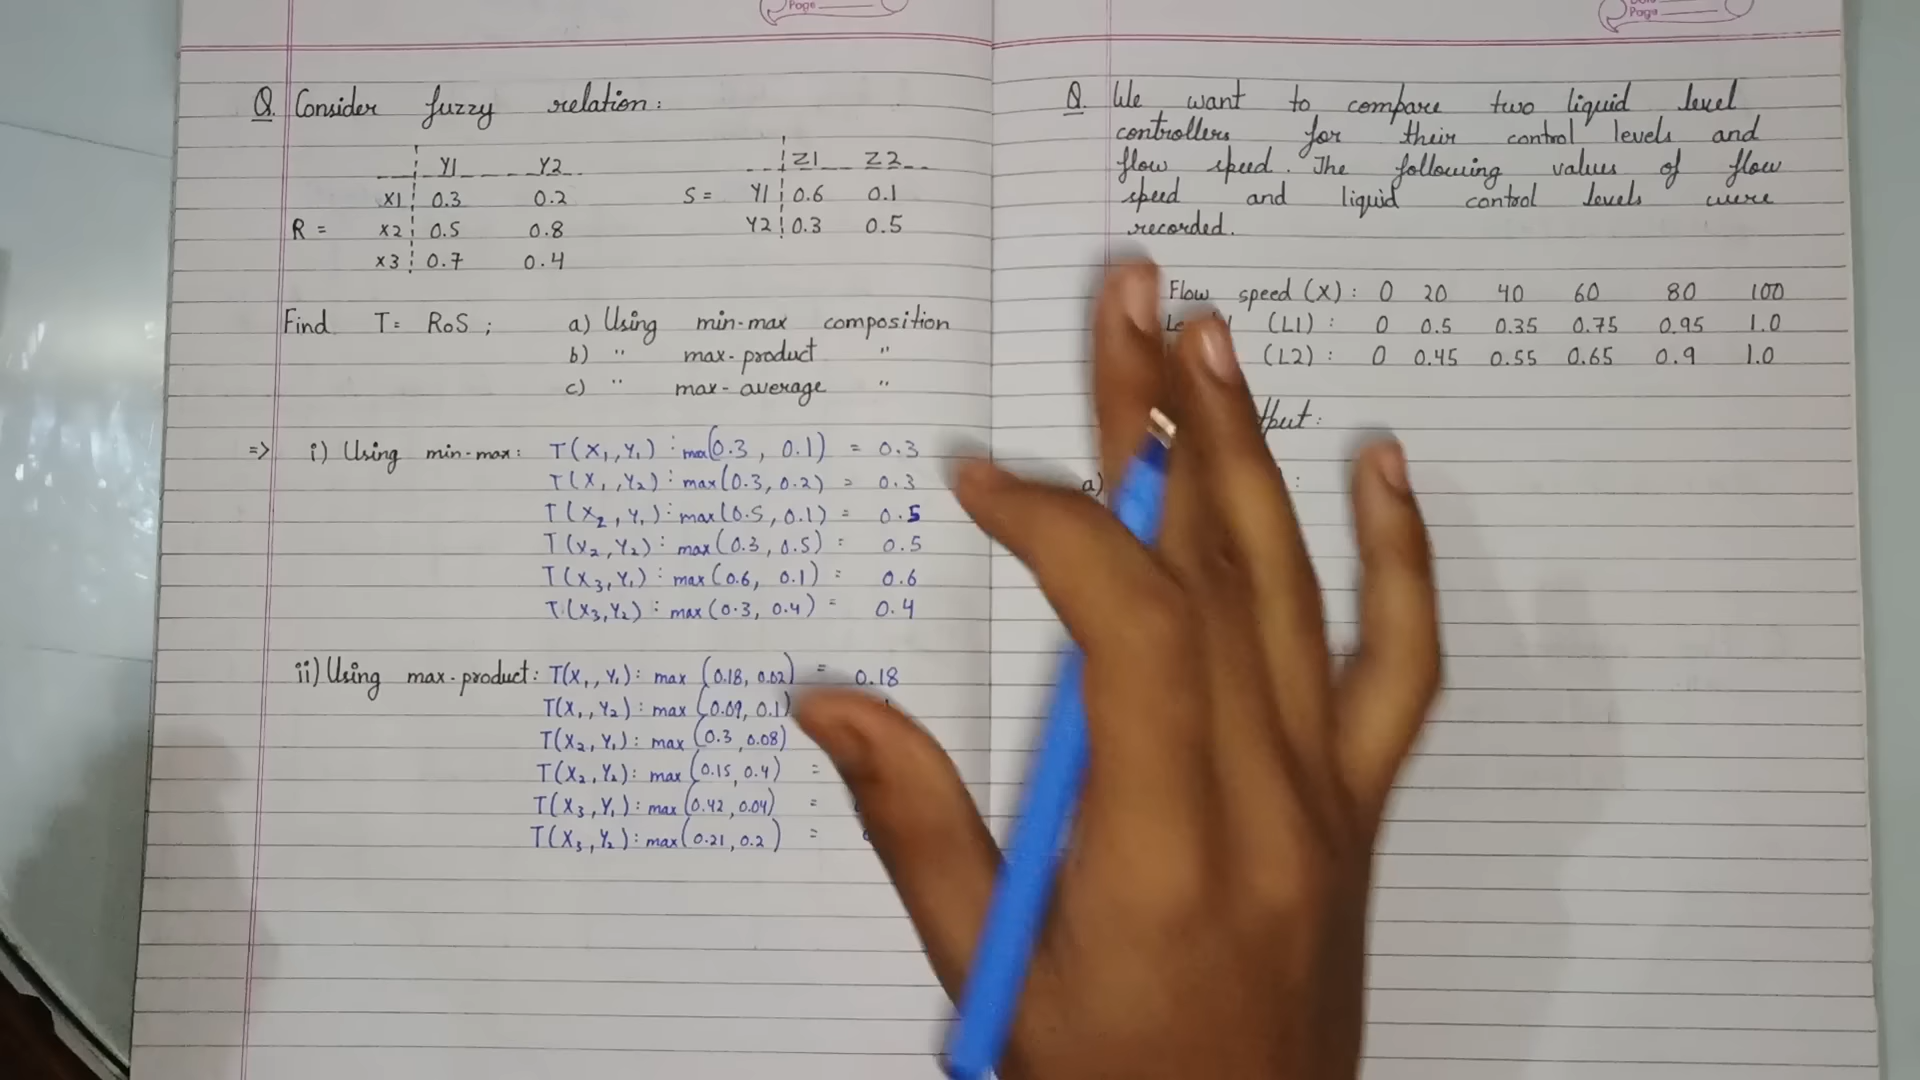 Page
Q. Consider fuzzy relation:
Y1 Y2
X1 0.3 0.2
R = X2 0.5 0.8
X3 0.7 0.4
Z1 Z2
S = Y1 0.6 0.1
Y2 0.3 0.5
Find T = RoS ; a) Using min-max composition
b) " max-product "
c) " max-average "
=> i) Using min-max: T(X1,Y1) : max(0.3, 0.1) = 0.3
T(X1,Y2) : max(0.3, 0.2) = 0.3
T(X2,Y1) : max(0.5, 0.1) = 0.5
T(X2,Y2) : max(0.3, 0.5) = 0.5
T(X3,Y1) : max(0.6, 0.1) = 0.6
T(X3,Y2) : max(0.3, 0.4) = 0.4
ii) Using max-product: T(X1,Y1) : max (0.18, 0.02) = 0.18
T(X1,Y2) : max (0.09, 0.1)
T(X2,Y1) : max (0.3, 0.08)
T(X2,Y2) : max (0.15, 0.4) =
T(X3,Y1) : max (0.42, 0.04) =
T(X3,Y2) : max (0.21, 0.2) =
Page
Q. We want to compare two liquid level
controllers for their control levels and
flow speed. The following values of flow
speed and liquid control levels were
recorded.
Flow speed (X) : 0 20 40 60 80 100
(L1) : 0 0.5 0.35 0.75 0.95 1.0
(L2) : 0 0.45 0.55 0.65 0.9 1.0
a) :